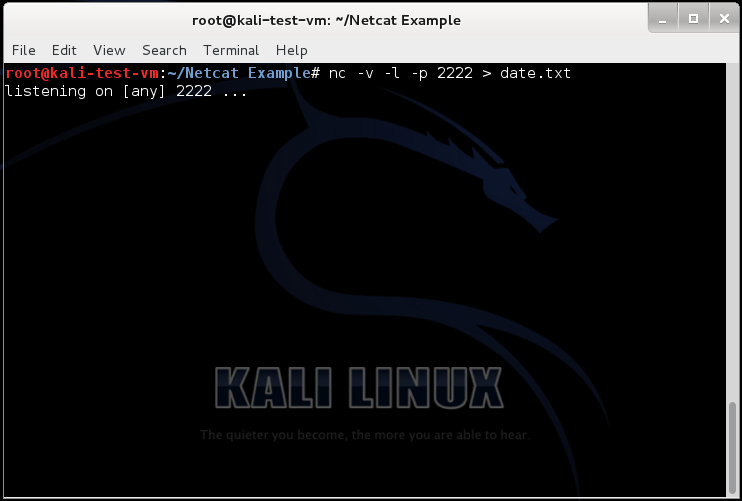 root@kali-test-vm: ~/Netcat Example
File Edit View Search Terminal Help
root@kali-test-vm:~/Netcat Example# nc -v -l -p 2222 > date.txt
listening on [any] 2222 ...
KALI LINUX
The quieter you become, the more you are able to hear.